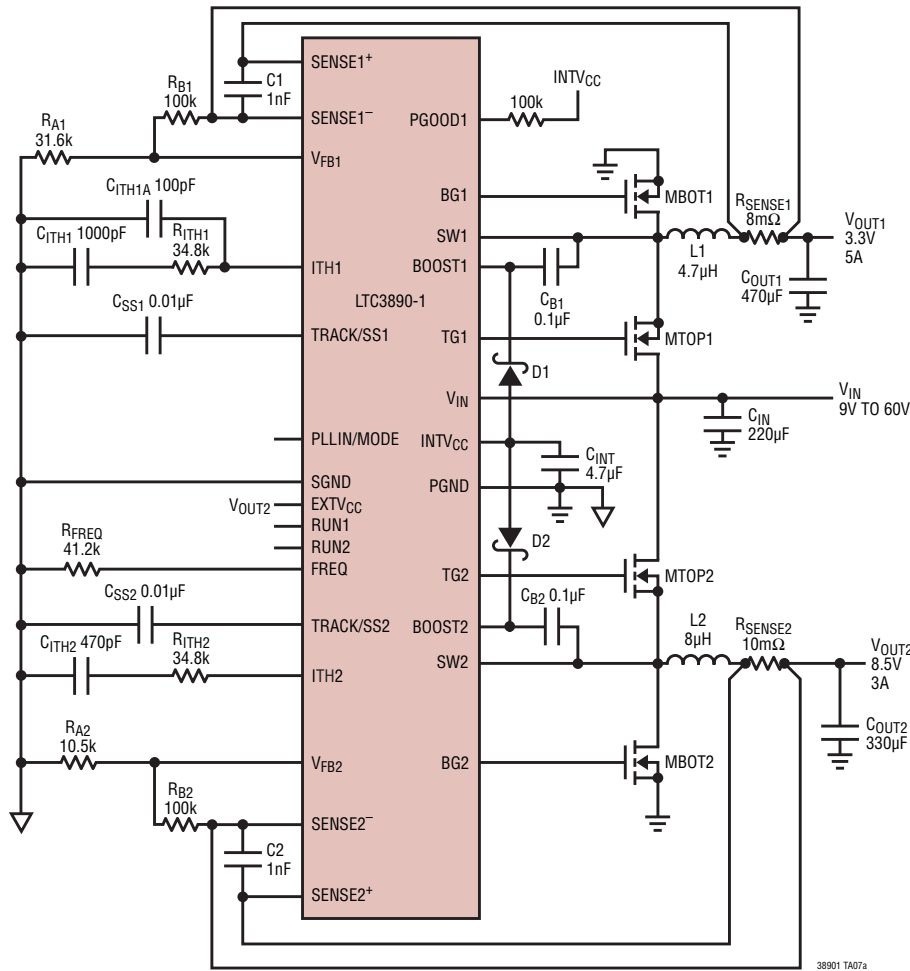 SENSE1+
C1
1nF
INTVCC
RB1
100k
SENSE1–
100k
PGOOD1
RA1
31.6k
VFB1
CITH1A 100pF
BG1
MBOT1
RSENSE1
8mΩ
VOUT1
3.3V
5A
CITH1 1000pF
RITH1
34.8k
SW1
L1
4.7µH
ITH1
BOOST1
CB1
0.1µF
COUT1
470µF
LTC3890-1
CSS1 0.01µF
TRACK/SS1
TG1
MTOP1
D1
VIN
VIN
9V TO 60V
CIN
220µF
PLLIN/MODE
INTVCC
CINT
4.7µF
SGND
PGND
VOUT2
EXTVCC
RUN1
RUN2
D2
RFREQ
41.2k
FREQ
TG2
MTOP2
CSS2 0.01µF
CB2 0.1µF
TRACK/SS2
BOOST2
L2
8µH
RSENSE2
10mΩ
VOUT2
8.5V
3A
CITH2 470pF
RITH2
34.8k
SW2
ITH2
COUT2
330µF
RA2
10.5k
VFB2
BG2
MBOT2
RB2
100k
SENSE2–
C2
1nF
SENSE2+
38901 TA07a